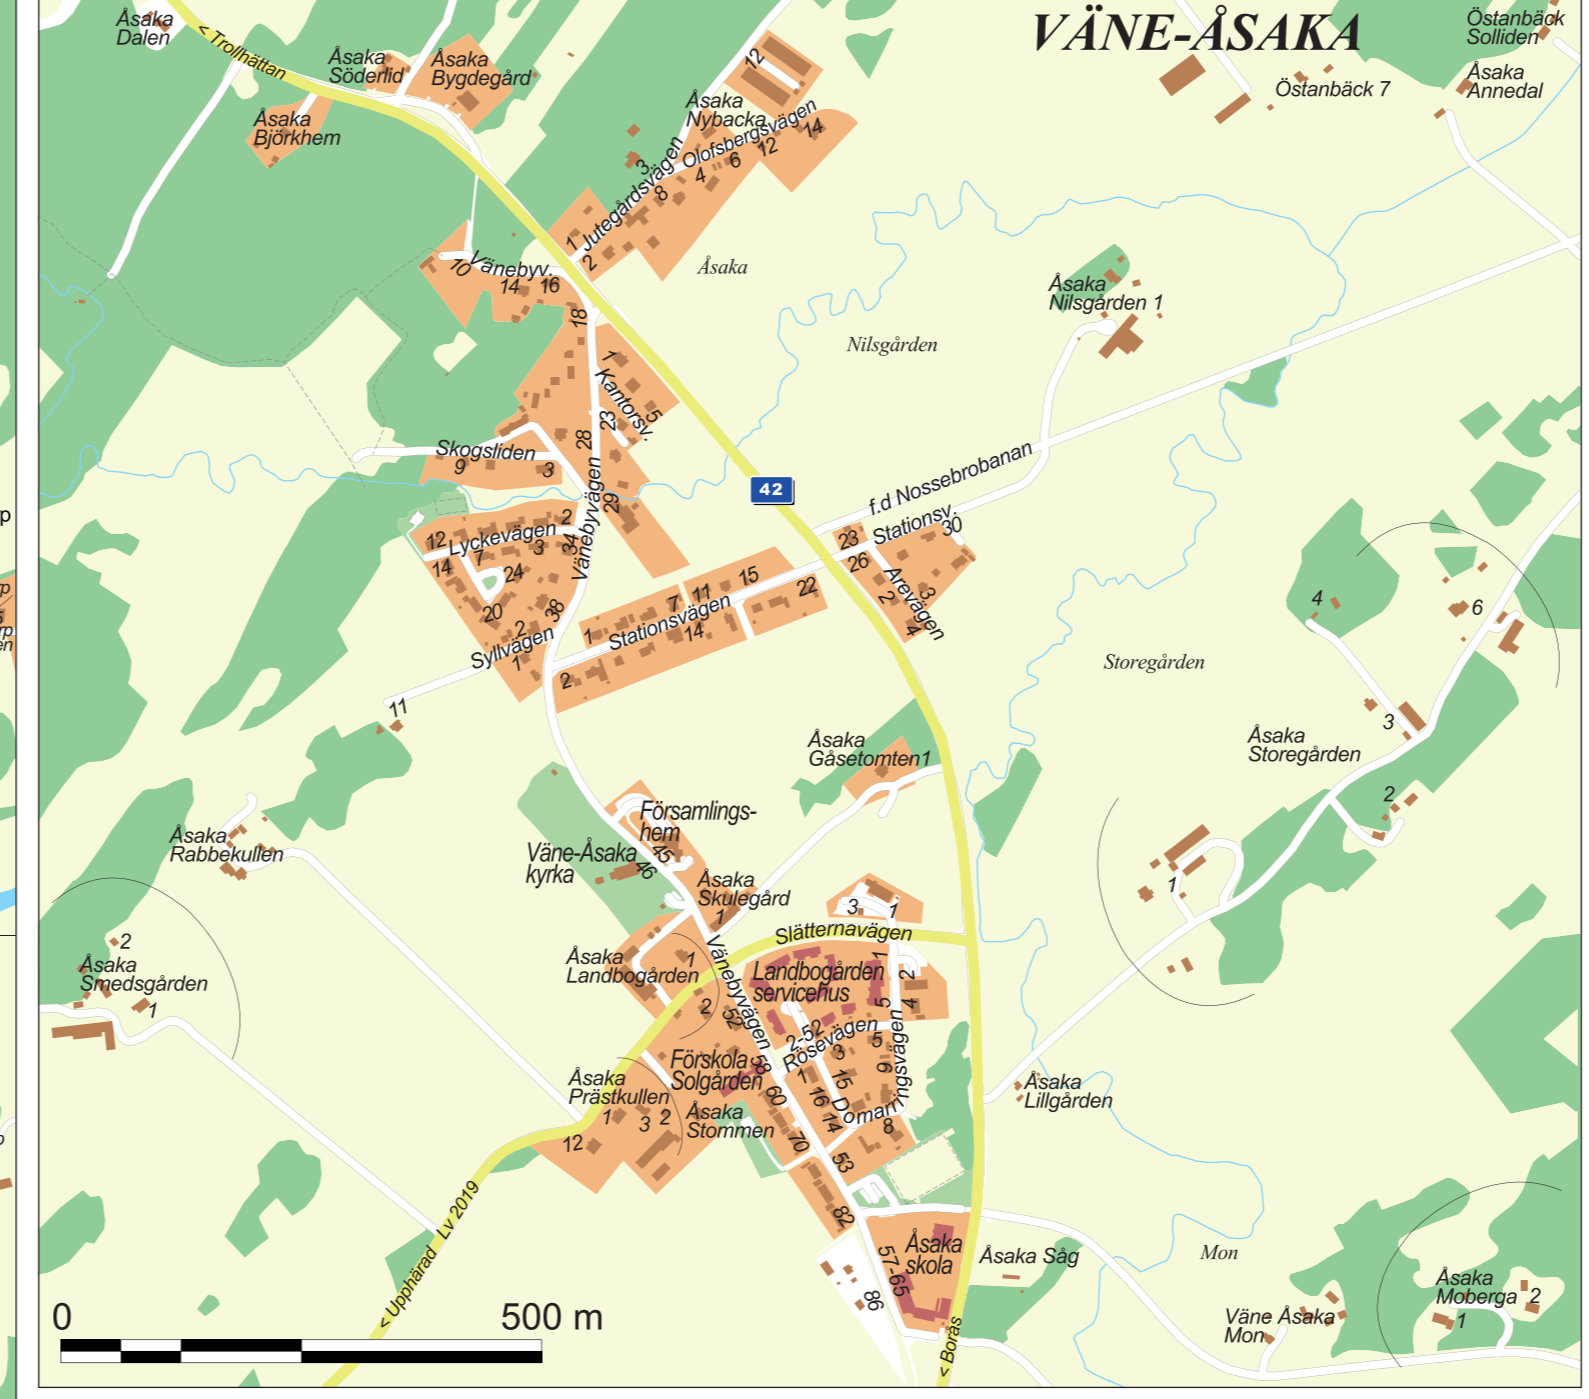 VÄNE-ÅSAKA
Åsaka
Dalen
< Trollhättan
Åsaka
Söderlid
Åsaka
Bygdegård
Åsaka
Björkhem
12
Åsaka
Nybacka
Olofsbergsvägen
14
12
6
4
8
3
Jutegårdsvägen
1
2
Östanbäck
Solliden
Östanbäck 7
Åsaka
Annedal
Vänebyv.
10
14
16
18
Åsaka
Nilsgården
Åsaka
Nilsgården 1
1
Kantorsv.
5
23
28
Skogsliden
9
3
Vänebyvägen
29
42
f.d Nossebrobanan
Stationsv.
30
23
26
Arevägen
2
3
4
12
Lyckevägen
2
3
34
7
14
24
20
38
2
Syllvägen
1
11
1
Stationsvägen
7
11
15
22
14
2
4
6
Storegården
3
Åsaka
Storegården
2
1
Åsaka
Gåsetomten1
Församlings-
hem
45
Väne-Åsaka
kyrka
46
Åsaka
Rabbekullen
Åsaka
Skulegård
1
3
1
Slätternavägen
Åsaka
Landbogården
1
2
52
Vänebyvägen
Landbogården
servicehus
3
1
2
5
4
2
Åsaka
Smedsgården
1
2-52
Rösevägen
3
5
9
1
15
16
14
Domarringsvägen
8
Förskola
Solgården
58
60
70
53
82
Åsaka
Prästkullen
1
3
2
12
Åsaka
Stommen
Åsaka
Lillgården
< Upphärad Lv 2019
Åsaka
skola
57-65
86
Åsaka Såg
Mon
< Borås
Väne Åsaka
Mon
Åsaka
Moberga 2
1
0
500 m
p
rp
rp
en